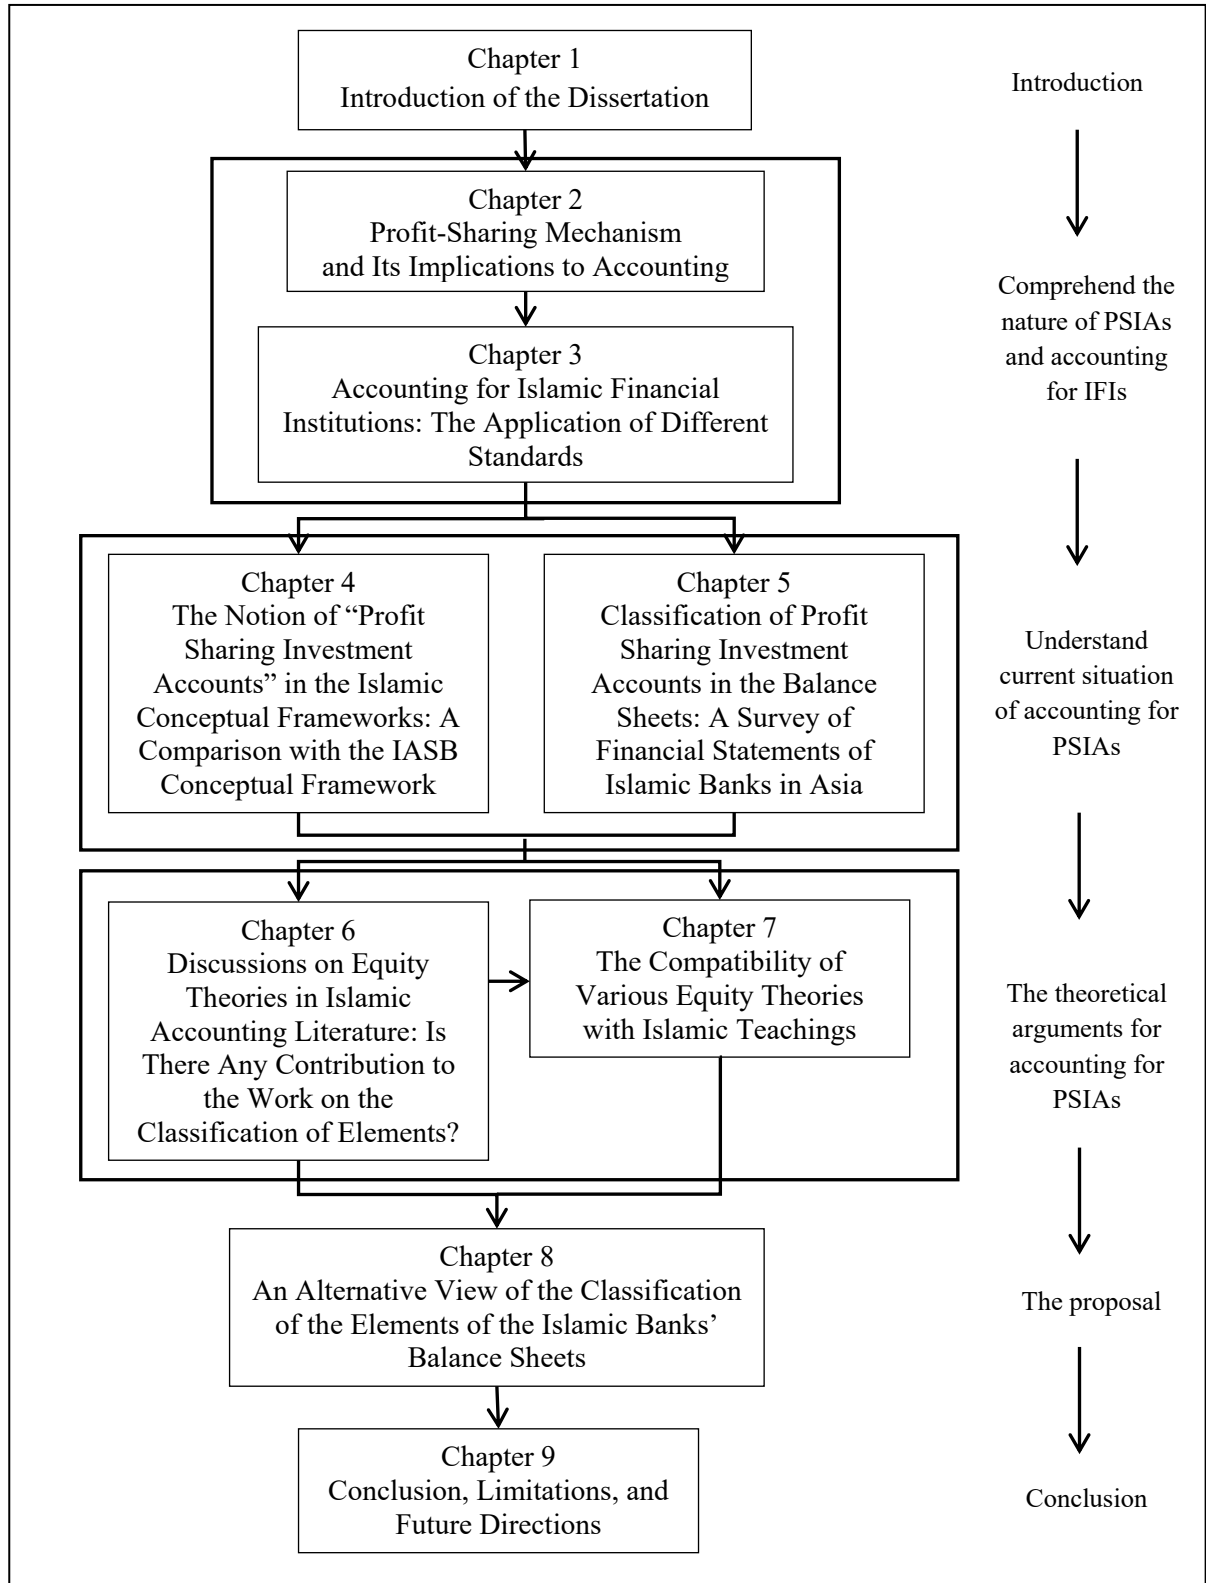 Chapter 1
Introduction of the Dissertation
Introduction
Chapter 2
Profit-Sharing Mechanism
and Its Implications to Accounting
Chapter 3
Accounting for Islamic Financial
Institutions: The Application of Different
Standards
Comprehend the
nature of PSIAs
and accounting
for IFIs
Chapter 4
The Notion of “Profit
Sharing Investment
Accounts” in the Islamic
Conceptual Frameworks: A
Comparison with the IASB
Conceptual Framework
Chapter 5
Classification of Profit
Sharing Investment
Accounts in the Balance
Sheets: A Survey of
Financial Statements of
Islamic Banks in Asia
Understand
current situation
of accounting for
PSIAs
Chapter 6
Discussions on Equity
Theories in Islamic
Accounting Literature: Is
There Any Contribution to
the Work on the
Classification of Elements?
Chapter 7
The Compatibility of
Various Equity Theories
with Islamic Teachings
The theoretical
arguments for
accounting for
PSIAs
Chapter 8
An Alternative View of the Classification
of the Elements of the Islamic Banks’
Balance Sheets
The proposal
Chapter 9
Conclusion, Limitations, and
Future Directions
Conclusion